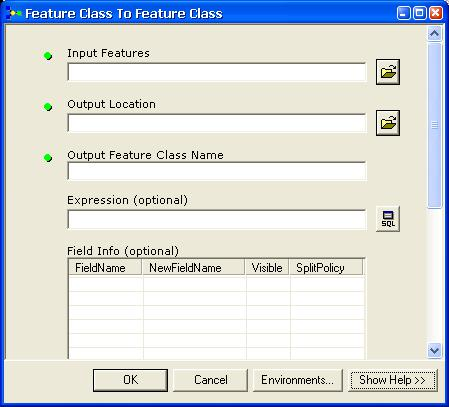 Feature Class To Feature Class
Input Features
Output Location
Output Feature Class Name
Expression (optional)
SQL
Field Info (optional)
FieldName NewFieldName Visible SplitPolicy
OK Cancel Environments... Show Help >>